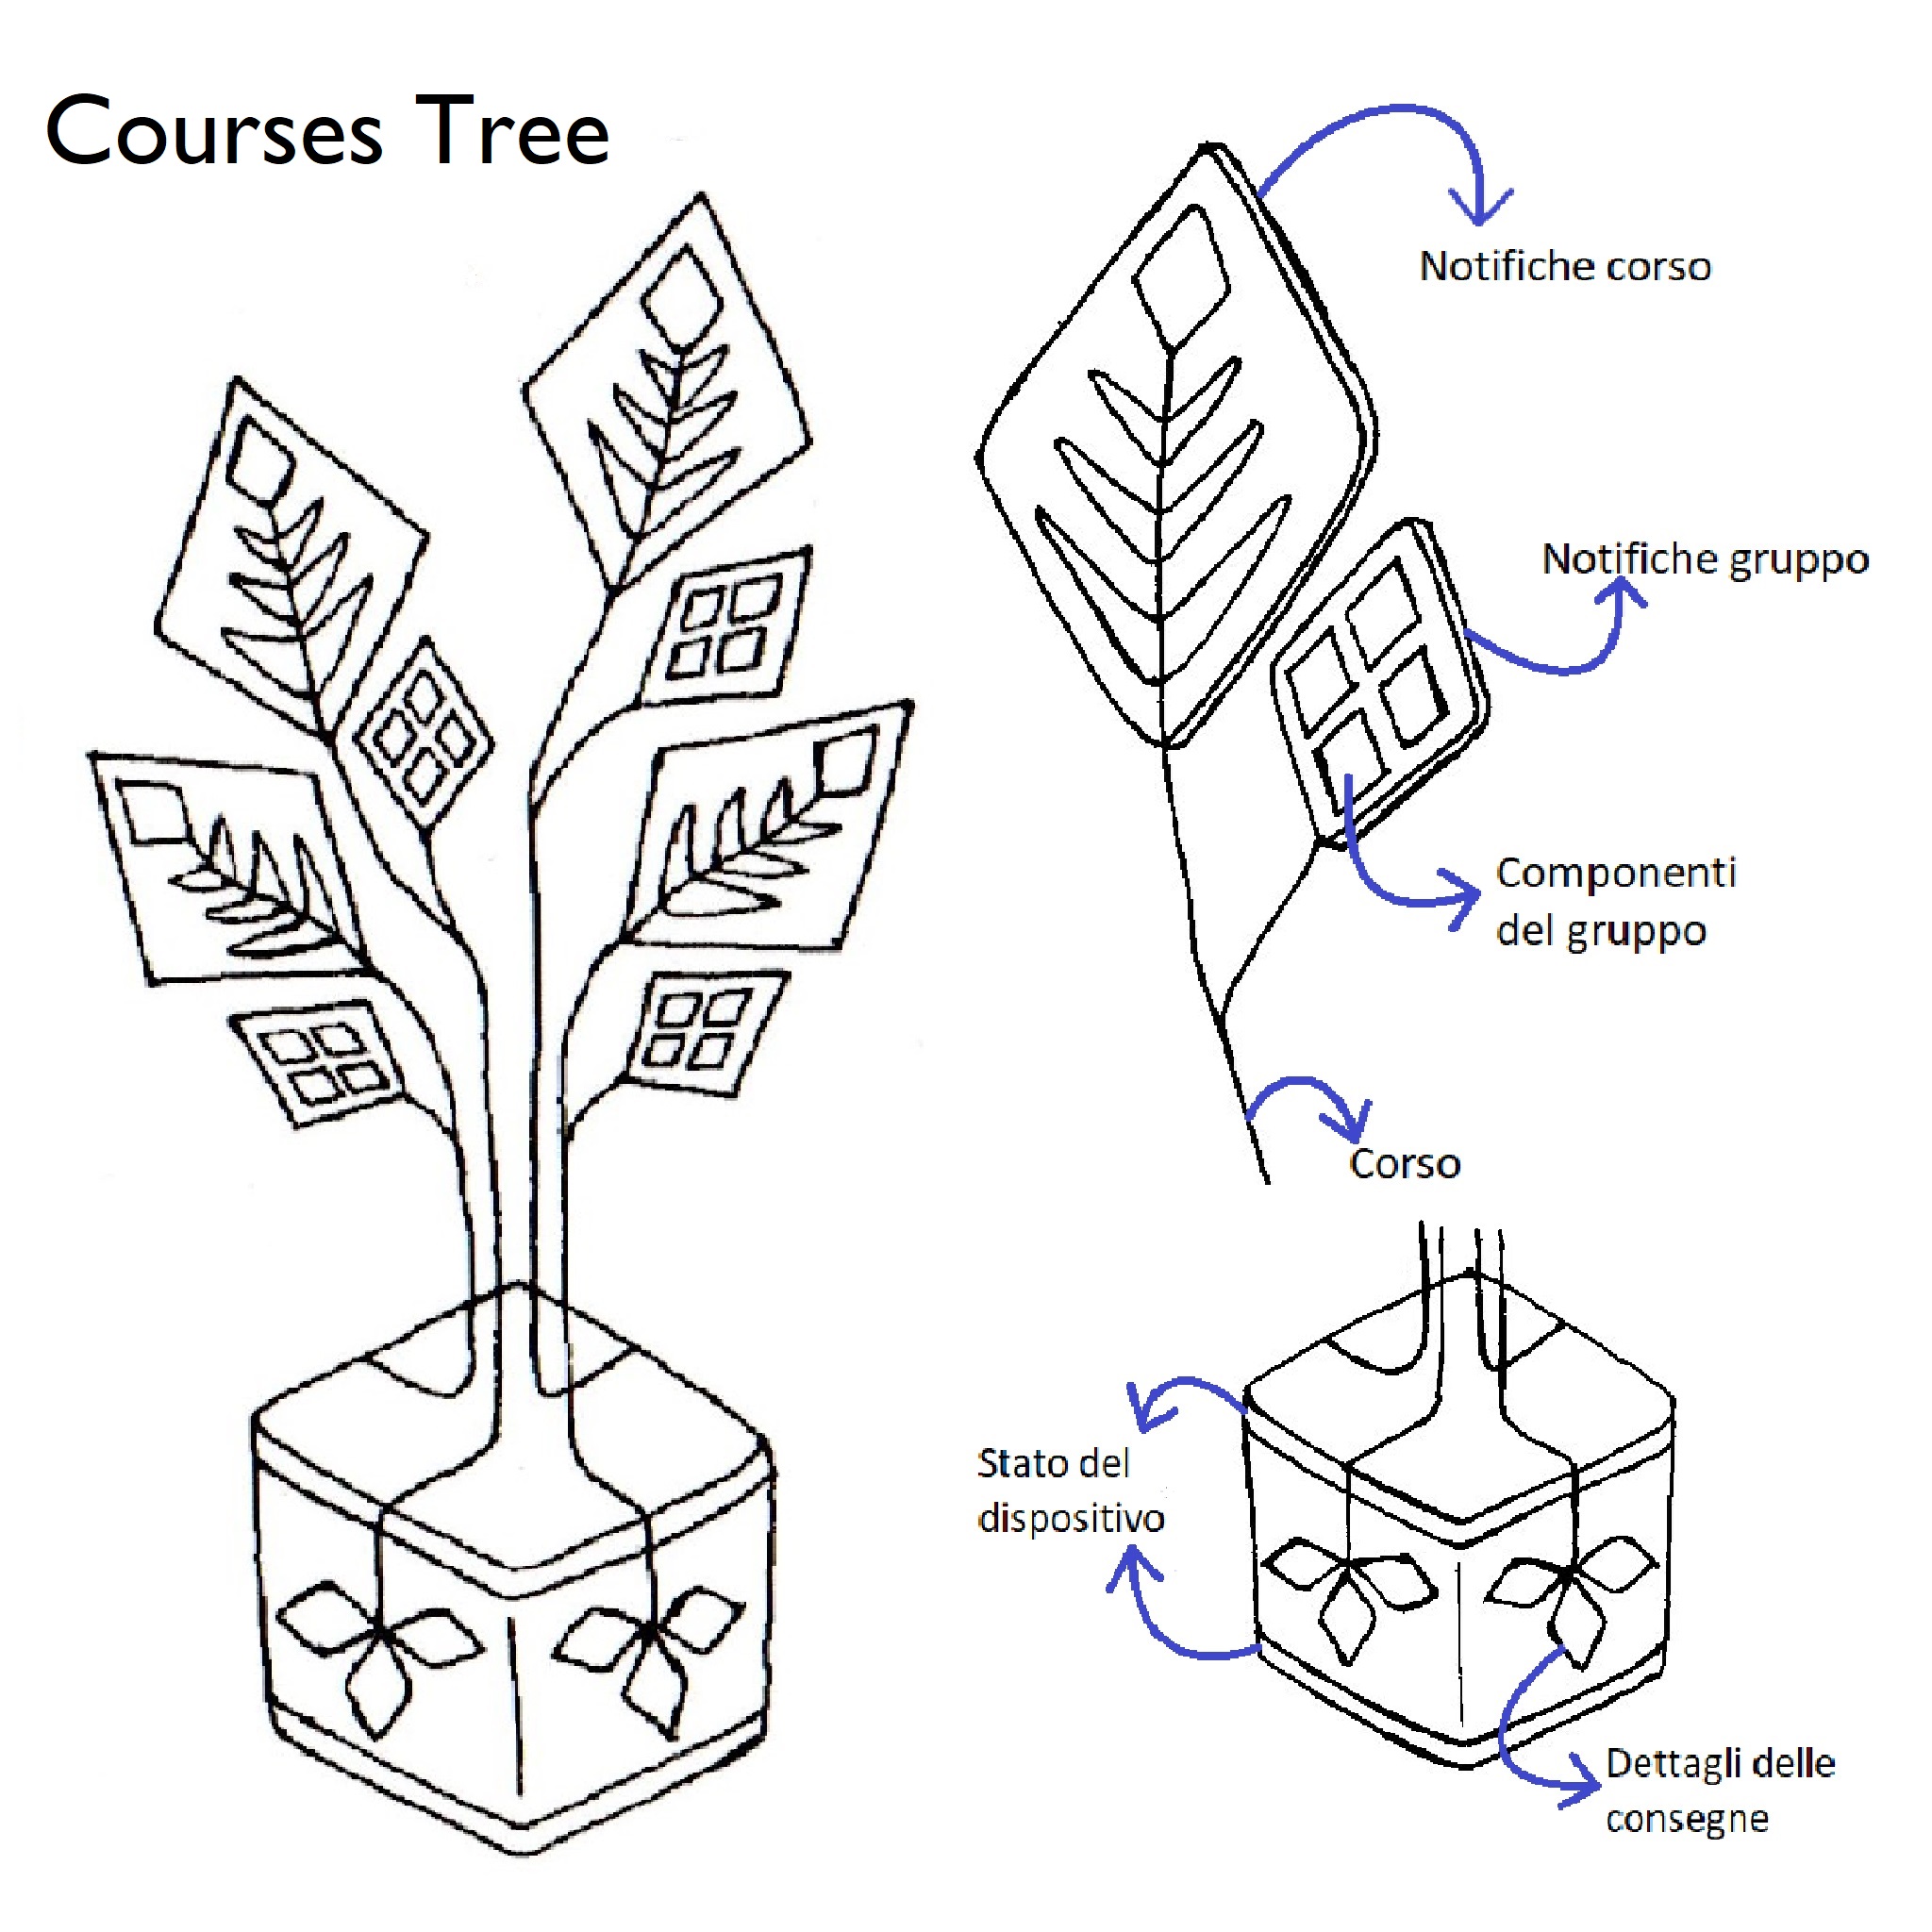 Courses Tree
Notifiche corso
Notifiche gruppo
Componenti
del gruppo
Corso
Stato del
dispositivo
Dettagli delle
consegne